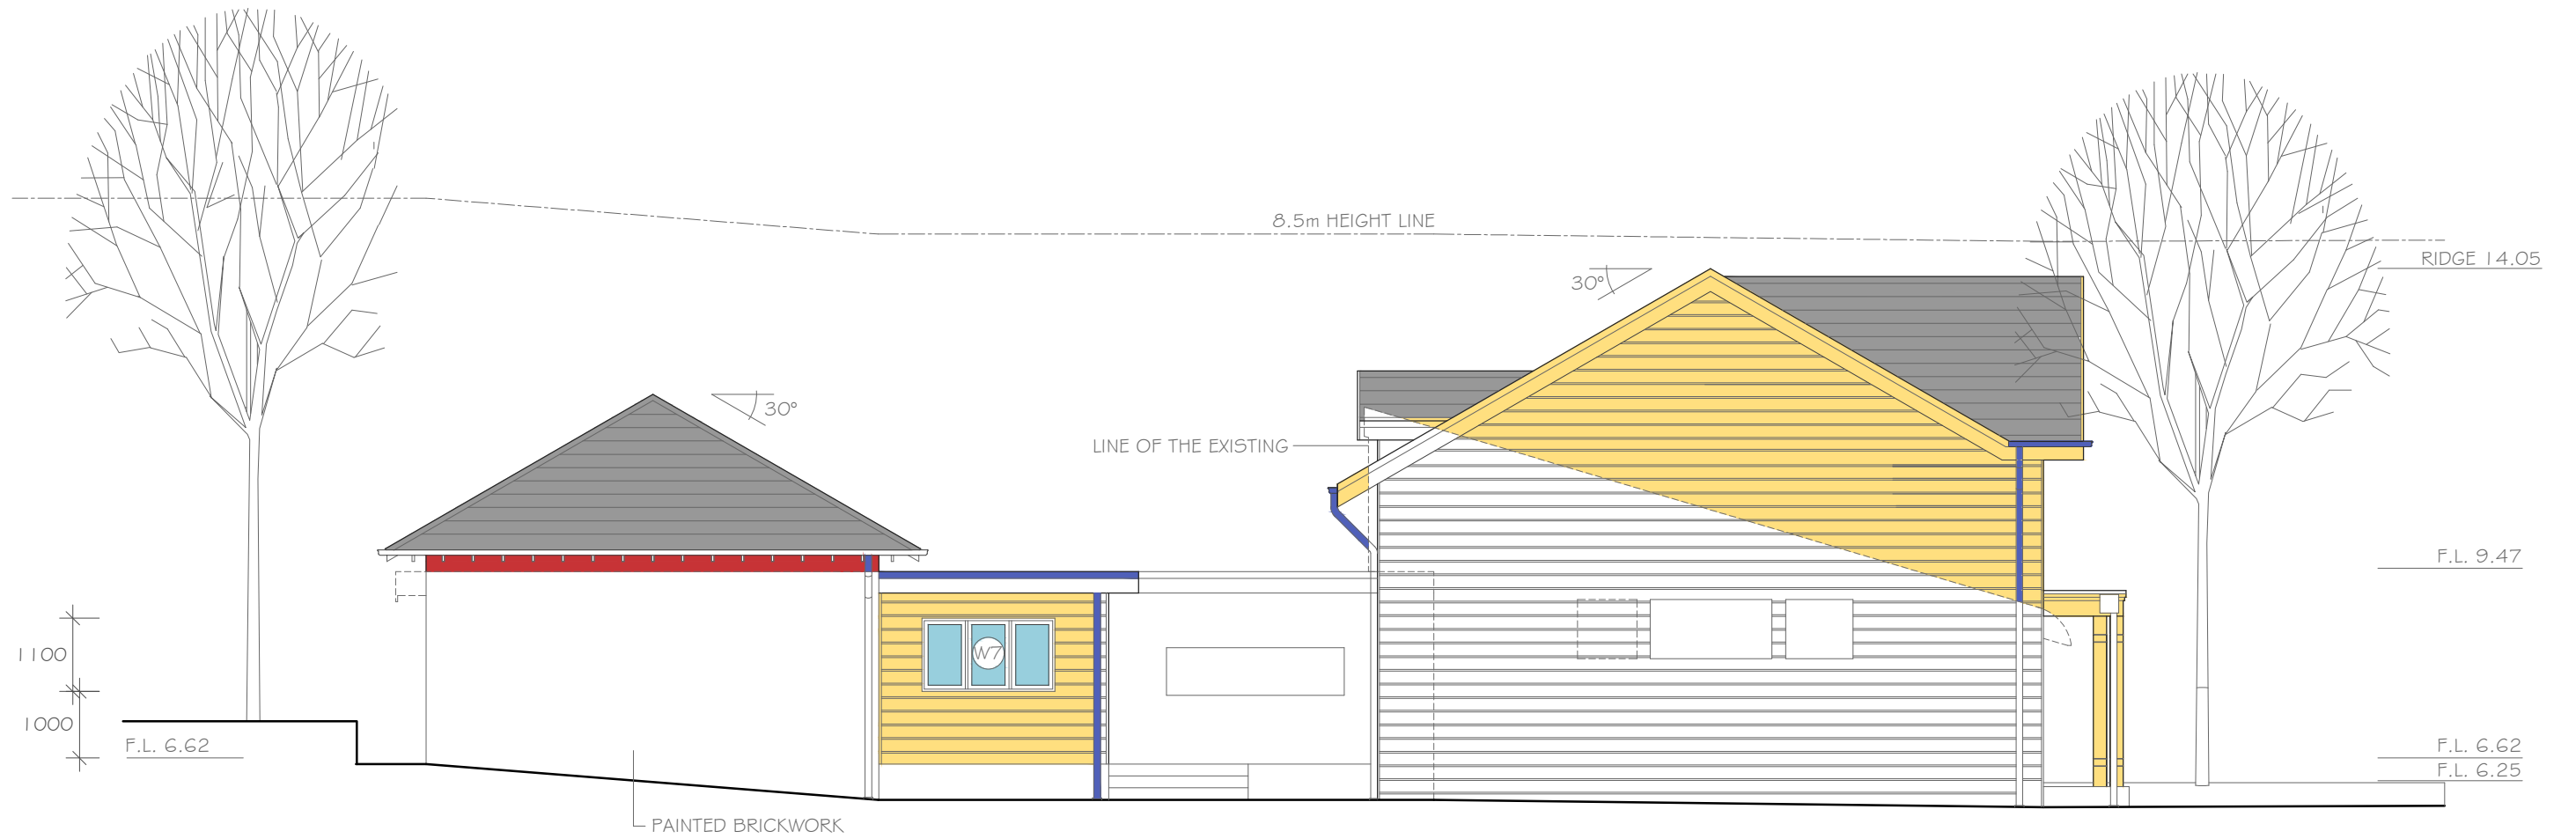 8.5m HEIGHT LINE
RIDGE 14.05
30°
30°
LINE OF THE EXISTING
F.L. 9.47
1100
W7
1000
F.L. 6.62
F.L. 6.62
F.L. 6.25
PAINTED BRICKWORK